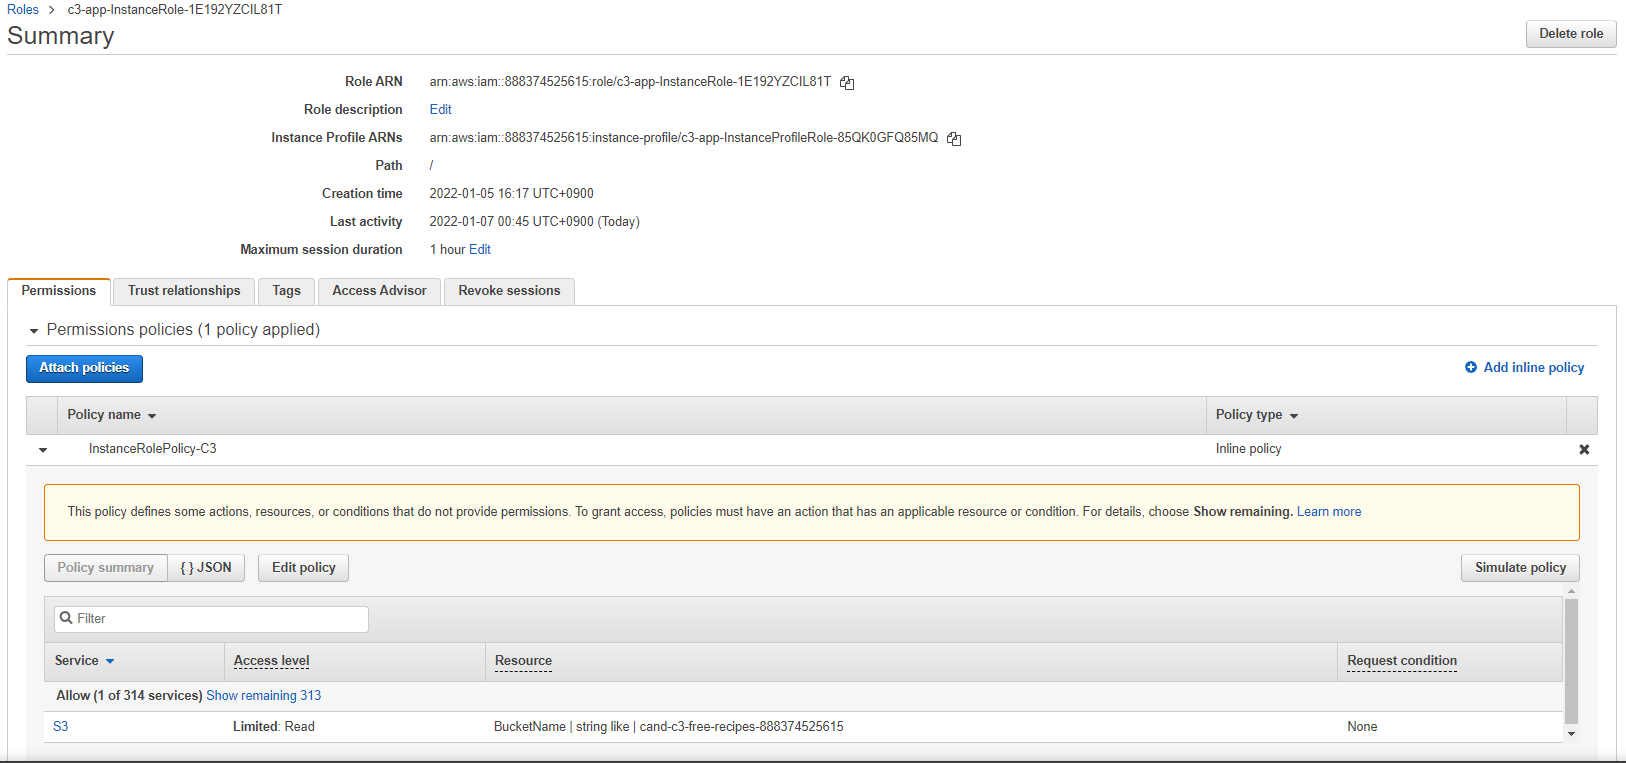 Roles > c3-app-InstanceRole-1E192YZCIL81T
Summary
Delete role
Role ARN arn:aws:iam::888374525615:role/c3-app-InstanceRole-1E192YZCIL81T
Role description Edit
Instance Profile ARNs arn:aws:iam::888374525615:instance-profile/c3-app-InstanceProfileRole-85QK0GFQ85MQ
Path /
Creation time 2022-01-05 16:17 UTC+0900
Last activity 2022-01-07 00:45 UTC+0900 (Today)
Maximum session duration 1 hour Edit
Permissions Trust relationships Tags Access Advisor Revoke sessions
Permissions policies (1 policy applied)
Attach policies Add inline policy
Policy name Policy type
InstanceRolePolicy-C3 Inline policy
This policy defines some actions, resources, or conditions that do not provide permissions. To grant access, policies must have an action that has an applicable resource or condition. For details, choose Show remaining. Learn more
Policy summary { } JSON Edit policy Simulate policy
Filter
Service Access level Resource Request condition
Allow (1 of 314 services) Show remaining 313
S3 Limited: Read BucketName | string like | cand-c3-free-recipes-888374525615 None